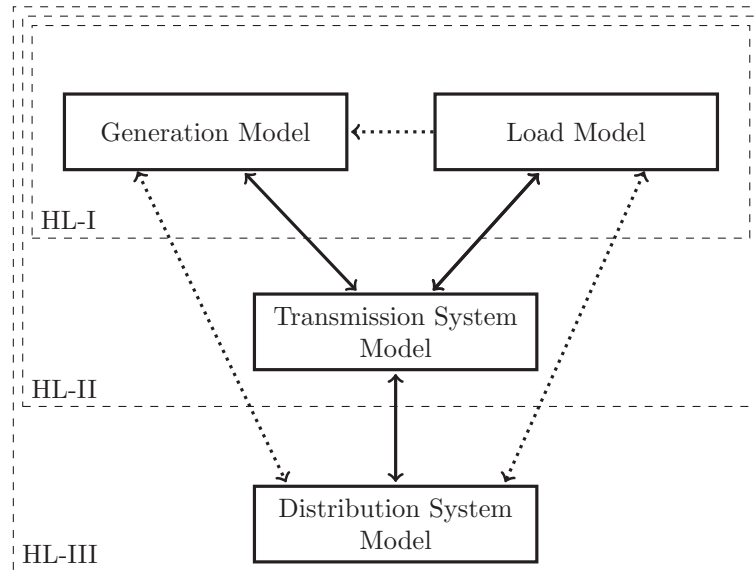 Generation Model
Load Model
HL-I
Transmission System
Model
HL-II
Distribution System
Model
HL-III